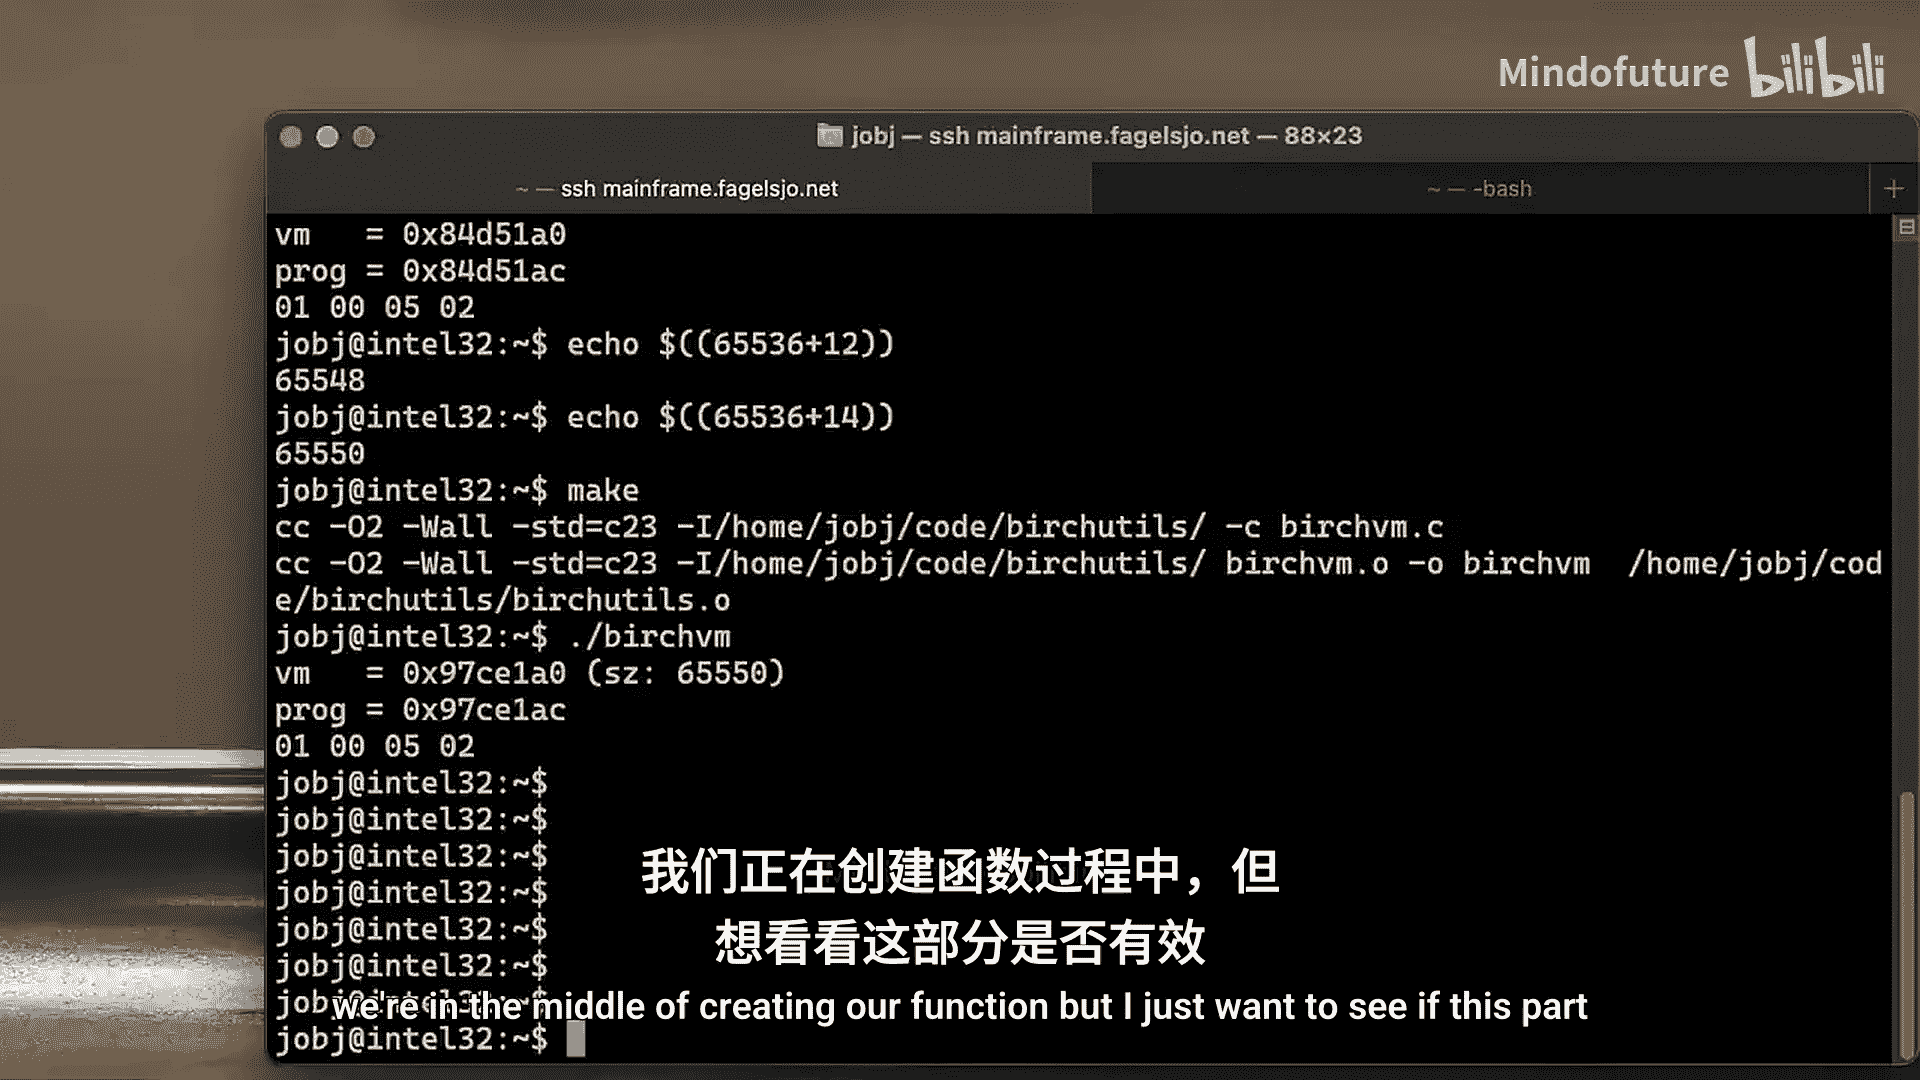 Mindofuture bilibili
jobj — ssh mainframe.fagelsjo.net — 88×23
~ — ssh mainframe.fagelsjo.net
~ — -bash
+
vm   = 0x84d51a0
prog = 0x84d51ac
01 00 05 02
jobj@intel32:~$ echo $((65536+12))
65548
jobj@intel32:~$ echo $((65536+14))
65550
jobj@intel32:~$ make
cc -O2 -Wall -std=c23 -I/home/jobj/code/birchutils/ -c birchvm.c
cc -O2 -Wall -std=c23 -I/home/jobj/code/birchutils/ birchvm.o -o birchvm  /home/jobj/cod
e/birchutils/birchutils.o
jobj@intel32:~$ ./birchvm
vm   = 0x97ce1a0 (sz: 65550)
prog = 0x97ce1ac
01 00 05 02
jobj@intel32:~$
jobj@intel32:~$
jobj@intel32:~$
jobj@intel32:~$
jobj@intel32:~$
jobj@intel32:~$
jobj@intel32:~$
jobj@intel32:~$
我们正在创建函数过程中，但
想看看这部分是否有效
we're in the middle of creating our function but I just want to see if this part